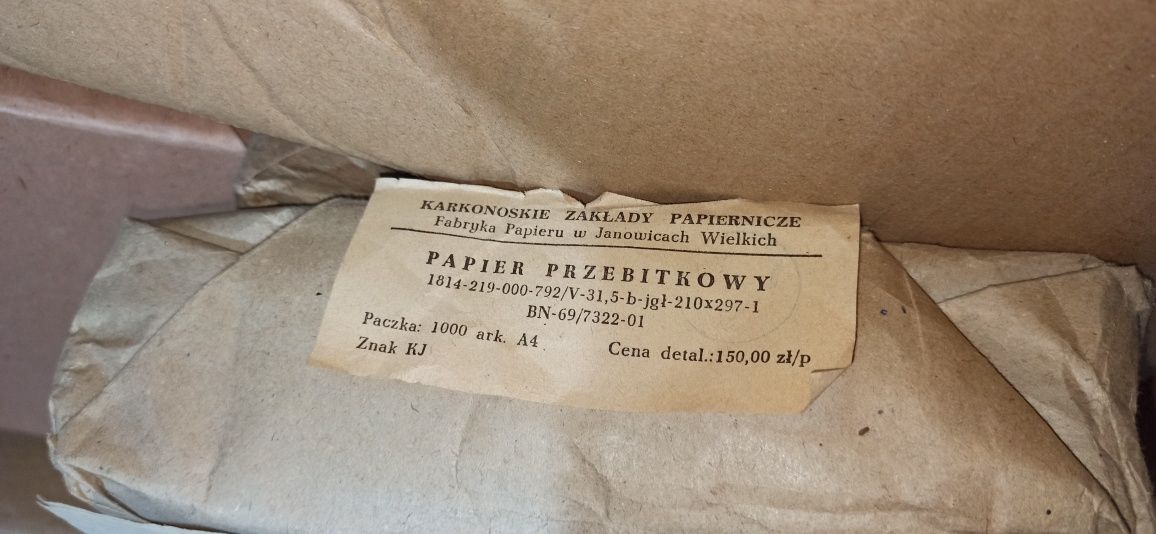 KARKONOSKIE ZAKŁADY PAPIERNICZE
Fabryka Papieru w Janowicach Wielkich
PAPIER PRZEBITKOWY
1814-219-000-792/V-31,5-b-jgł-210x297-I
BN-69/7322-01
Paczka: 1000 ark. A4
Cena detal.:150,00 zł/p
Znak KJ